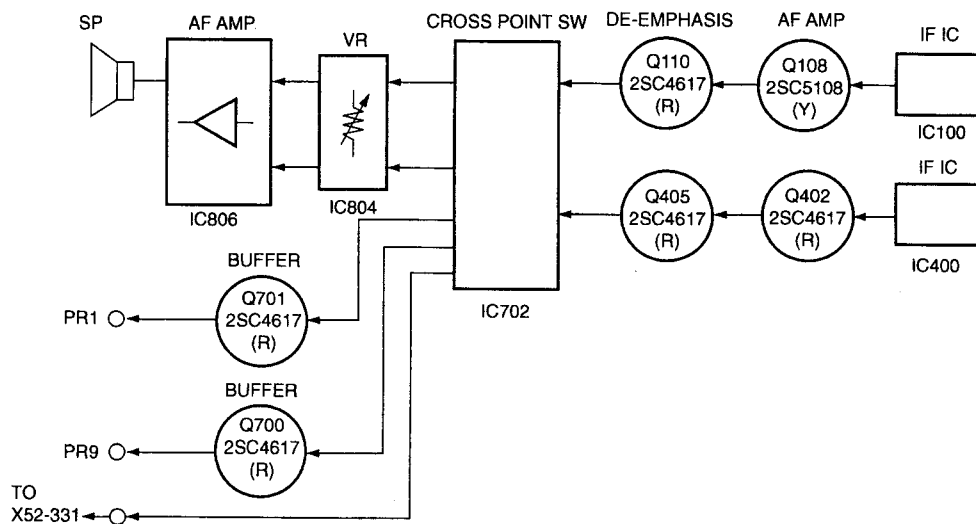 SP
AF AMP
VR
CROSS POINT SW
DE-EMPHASIS
AF AMP
IF IC
Q110
2SC4617
(R)
Q108
2SC5108
(Y)
IC100
IF IC
Q405
2SC4617
(R)
Q402
2SC4617
(R)
IC400
IC806
IC804
IC702
BUFFER
Q701
2SC4617
(R)
PR1
BUFFER
Q700
2SC4617
(R)
PR9
TO
X52-331